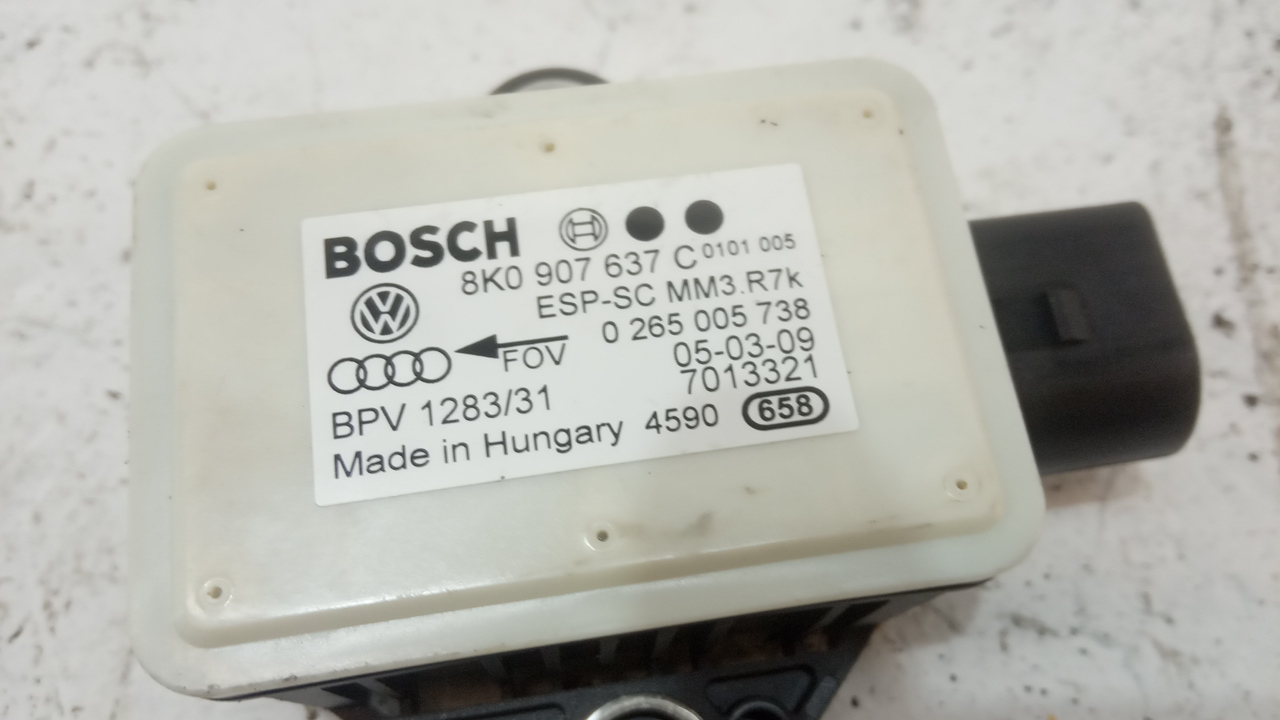 BOSCH
8K0 907 637 C 0101 005
ESP-SC MM3.R7k
0 265 005 738
FOV
05-03-09
7013321
BPV 1283/31
Made in Hungary 4590 658